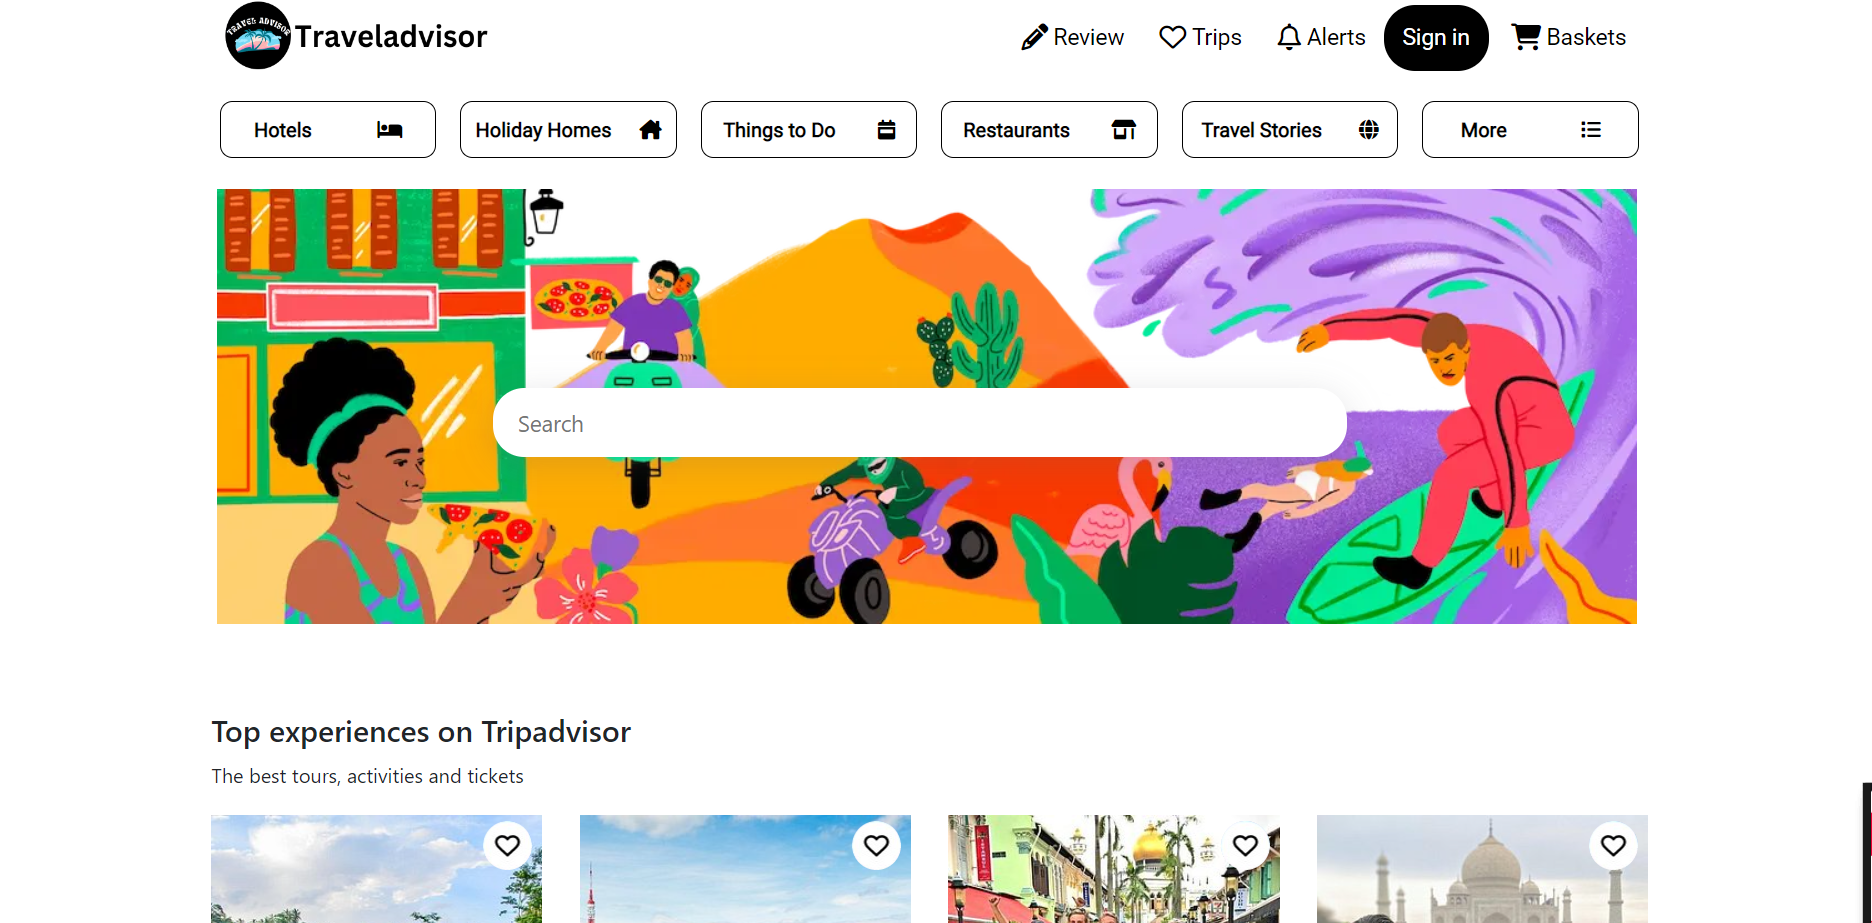 TRAVEL ADVISOR
Traveladvisor
Review
Trips
Alerts
Sign in
Baskets
Hotels
Holiday Homes
Things to Do
Restaurants
Travel Stories
More
Search
Top experiences on Tripadvisor
The best tours, activities and tickets